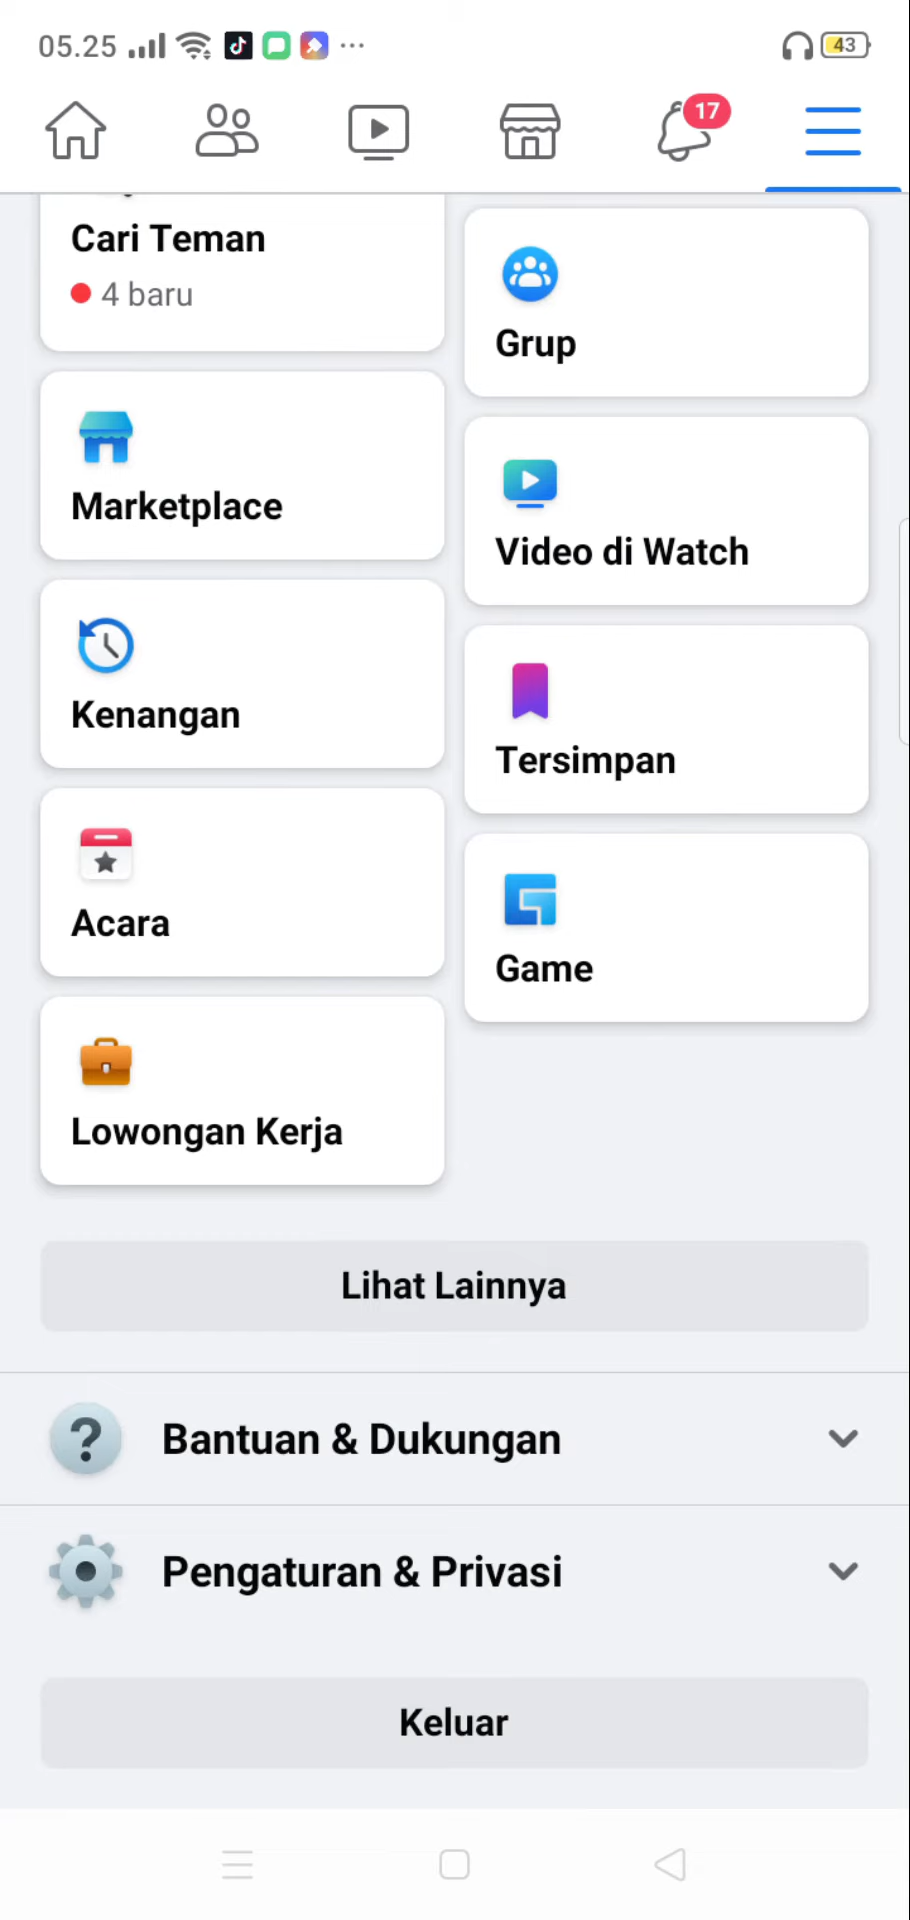 05.25
43
17
Cari Teman
4 baru
Grup
Marketplace
Video di Watch
Kenangan
Tersimpan
Acara
Game
Lowongan Kerja
Lihat Lainnya
Bantuan & Dukungan
Pengaturan & Privasi
Keluar